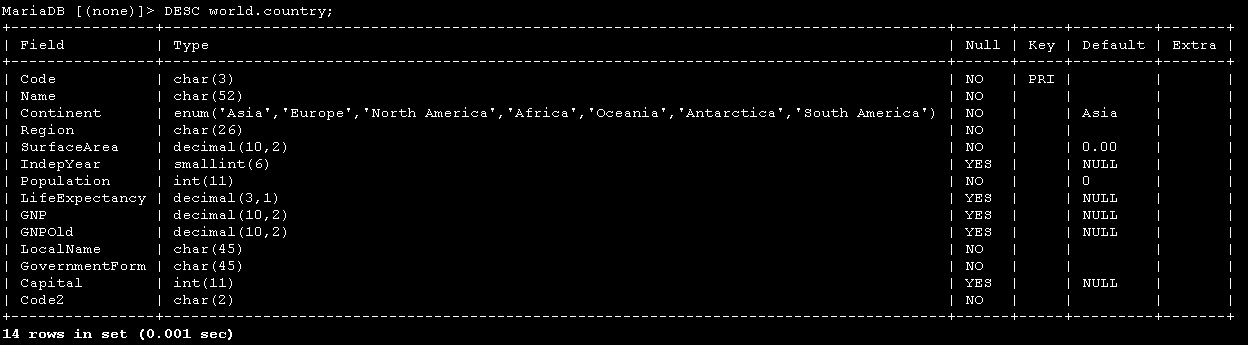 MariaDB [(none)]> DESC world.country;
+----------------+---------------------------------------------------------------------------------------+------+-----+---------+-------+
| Field          | Type                                                                                  | Null | Key | Default | Extra |
+----------------+---------------------------------------------------------------------------------------+------+-----+---------+-------+
| Code           | char(3)                                                                               | NO   | PRI |         |       |
| Name           | char(52)                                                                              | NO   |     |         |       |
| Continent      | enum('Asia','Europe','North America','Africa','Oceania','Antarctica','South America') | NO   |     | Asia    |       |
| Region         | char(26)                                                                              | NO   |     |         |       |
| SurfaceArea    | decimal(10,2)                                                                         | NO   |     | 0.00    |       |
| IndepYear      | smallint(6)                                                                           | YES  |     | NULL    |       |
| Population     | int(11)                                                                               | NO   |     | 0       |       |
| LifeExpectancy | decimal(3,1)                                                                          | YES  |     | NULL    |       |
| GNP            | decimal(10,2)                                                                         | YES  |     | NULL    |       |
| GNPOld         | decimal(10,2)                                                                         | YES  |     | NULL    |       |
| LocalName      | char(45)                                                                              | NO   |     |         |       |
| GovernmentForm | char(45)                                                                              | NO   |     |         |       |
| Capital        | int(11)                                                                               | YES  |     | NULL    |       |
| Code2          | char(2)                                                                               | NO   |     |         |       |
+----------------+---------------------------------------------------------------------------------------+------+-----+---------+-------+
14 rows in set (0.001 sec)